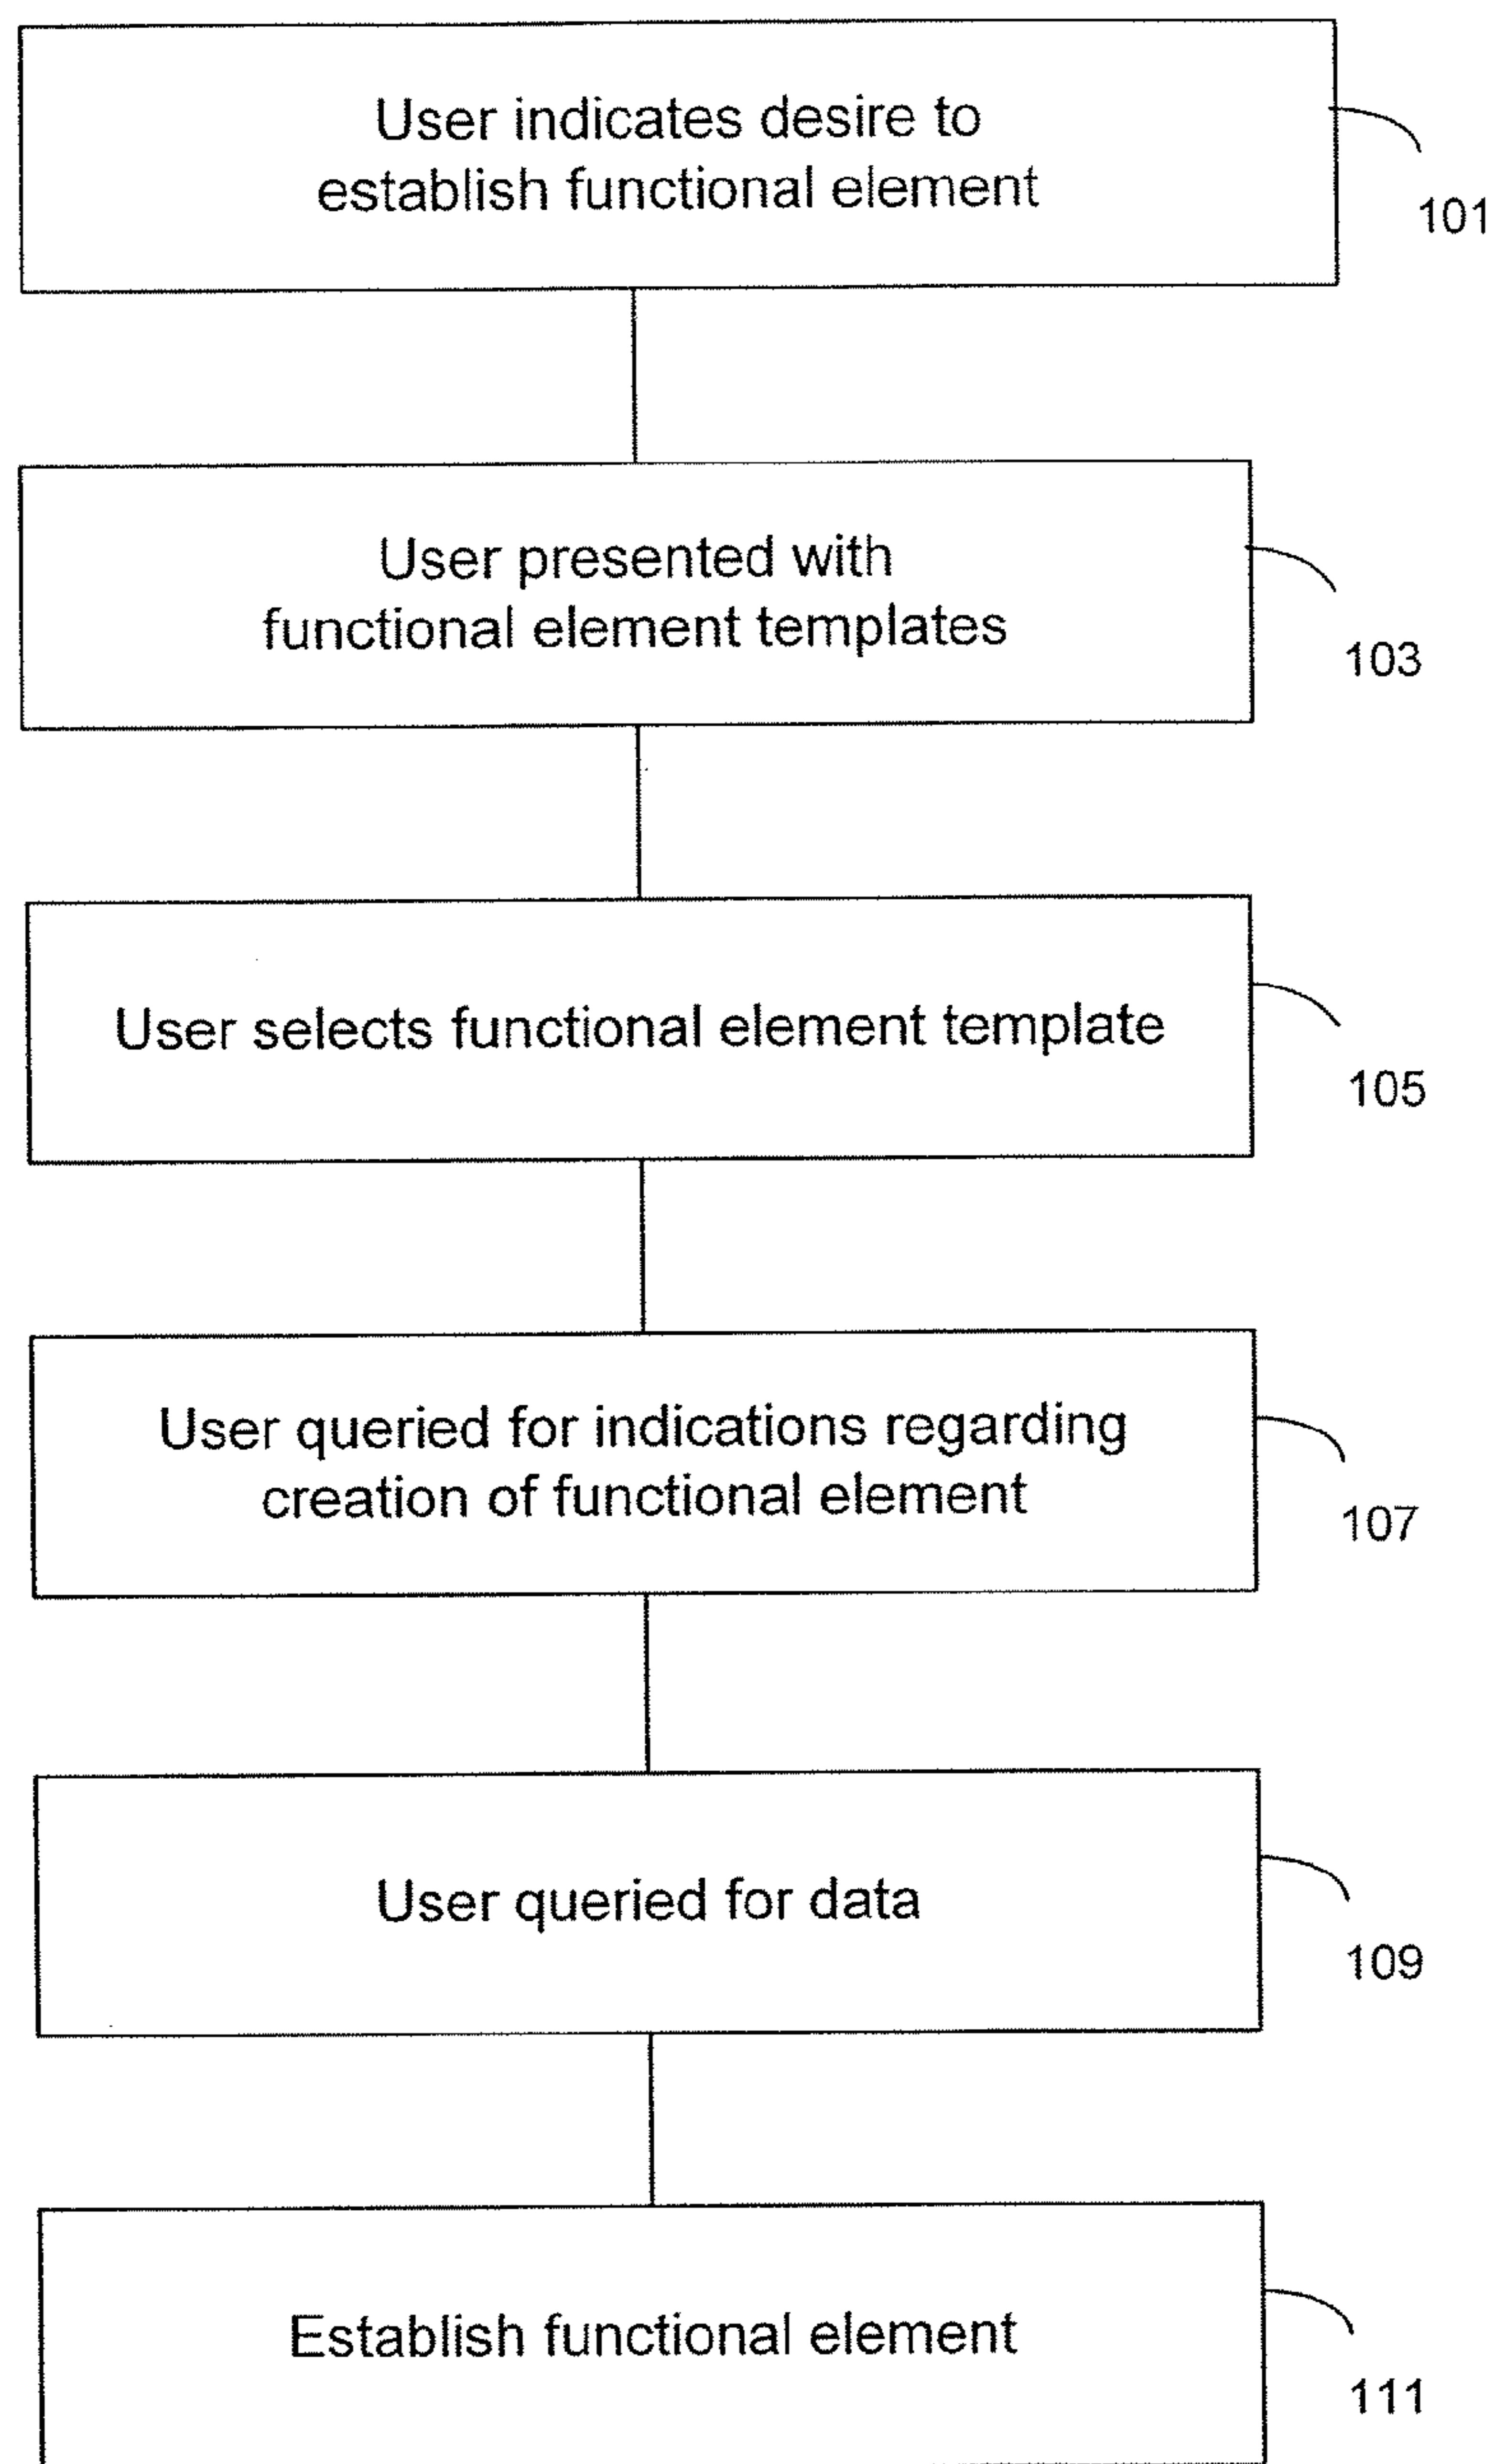 User indicates desire to
establish functional element
101
User presented with
functional element templates
103
User selects functional element template
105
User queried for indications regarding
creation of functional element
107
User queried for data
109
Establish functional element
111